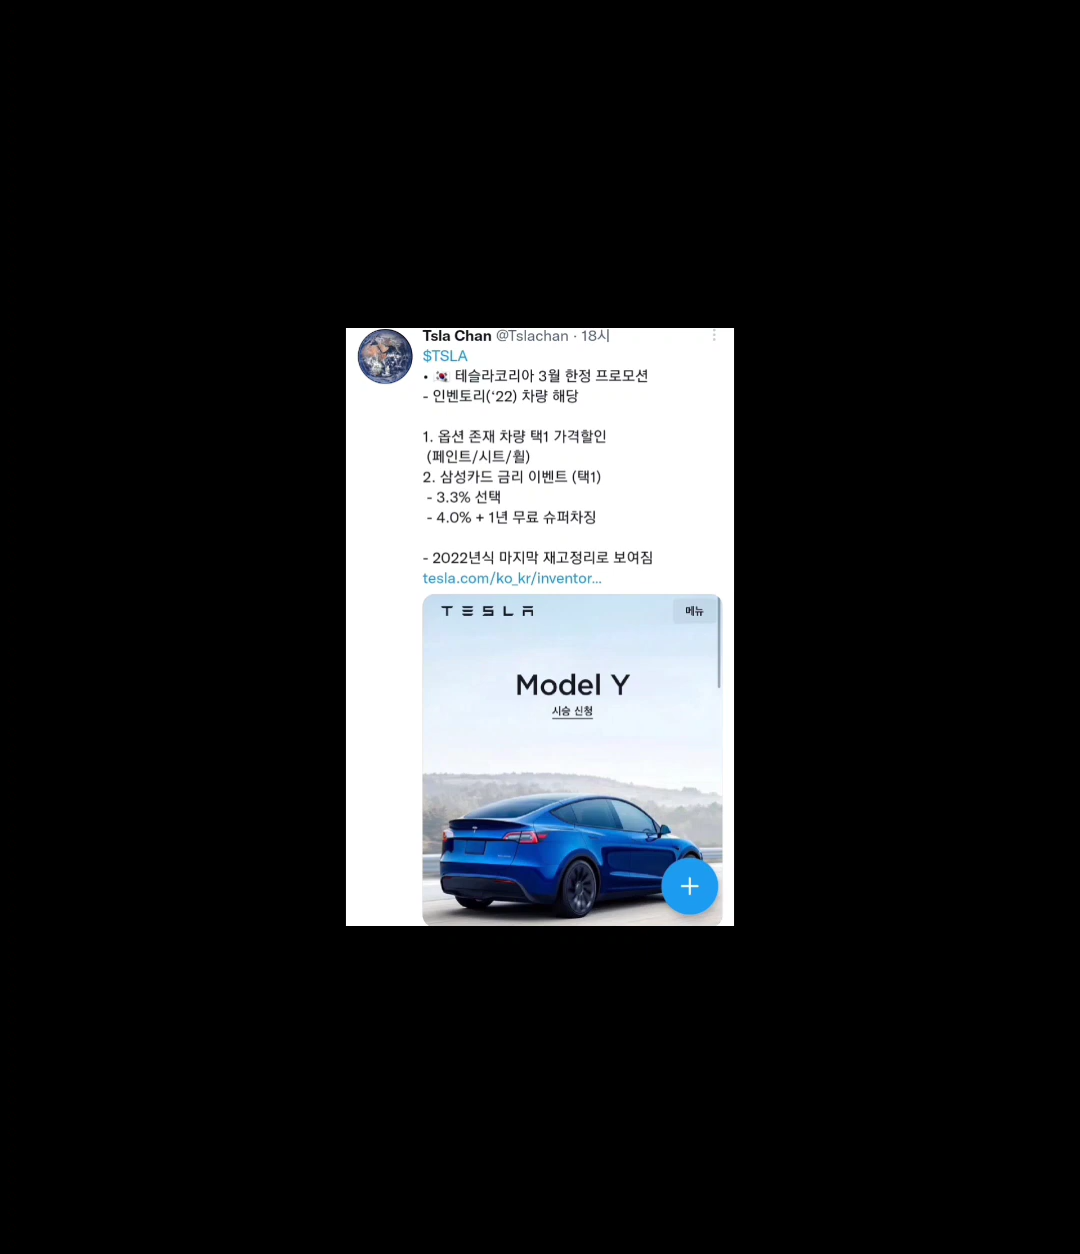 Tsla Chan @Tslachan · 18시
$TSLA
• 🇰🇷 테슬라코리아 3월 한정 프로모션
- 인벤토리(‘22) 차량 해당
1. 옵션 존재 차량 택1 가격할인
(페인트/시트/휠)
2. 삼성카드 금리 이벤트 (택1)
- 3.3% 선택
- 4.0% + 1년 무료 슈퍼차징
- 2022년식 마지막 재고정리로 보여짐
tesla.com/ko_kr/inventor...
TESLA 메뉴
Model Y
시승 신청